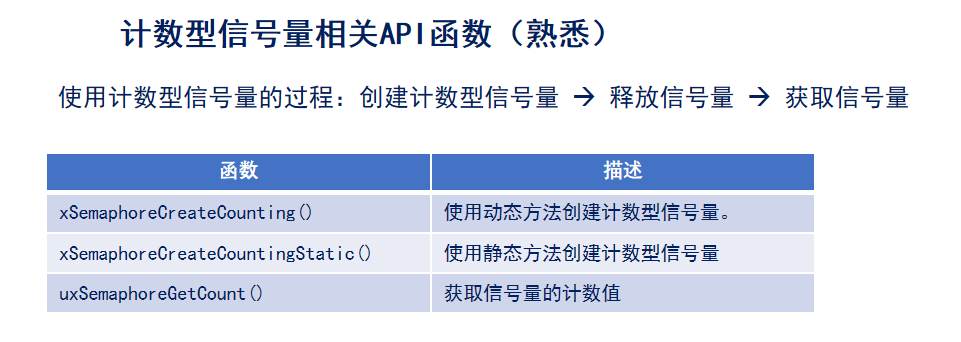 计数型信号量相关API函数（熟悉）
使用计数型信号量的过程：创建计数型信号量 → 释放信号量 → 获取信号量
函数 描述
xSemaphoreCreateCounting() 使用动态方法创建计数型信号量。
xSemaphoreCreateCountingStatic() 使用静态方法创建计数型信号量
uxSemaphoreGetCount() 获取信号量的计数值